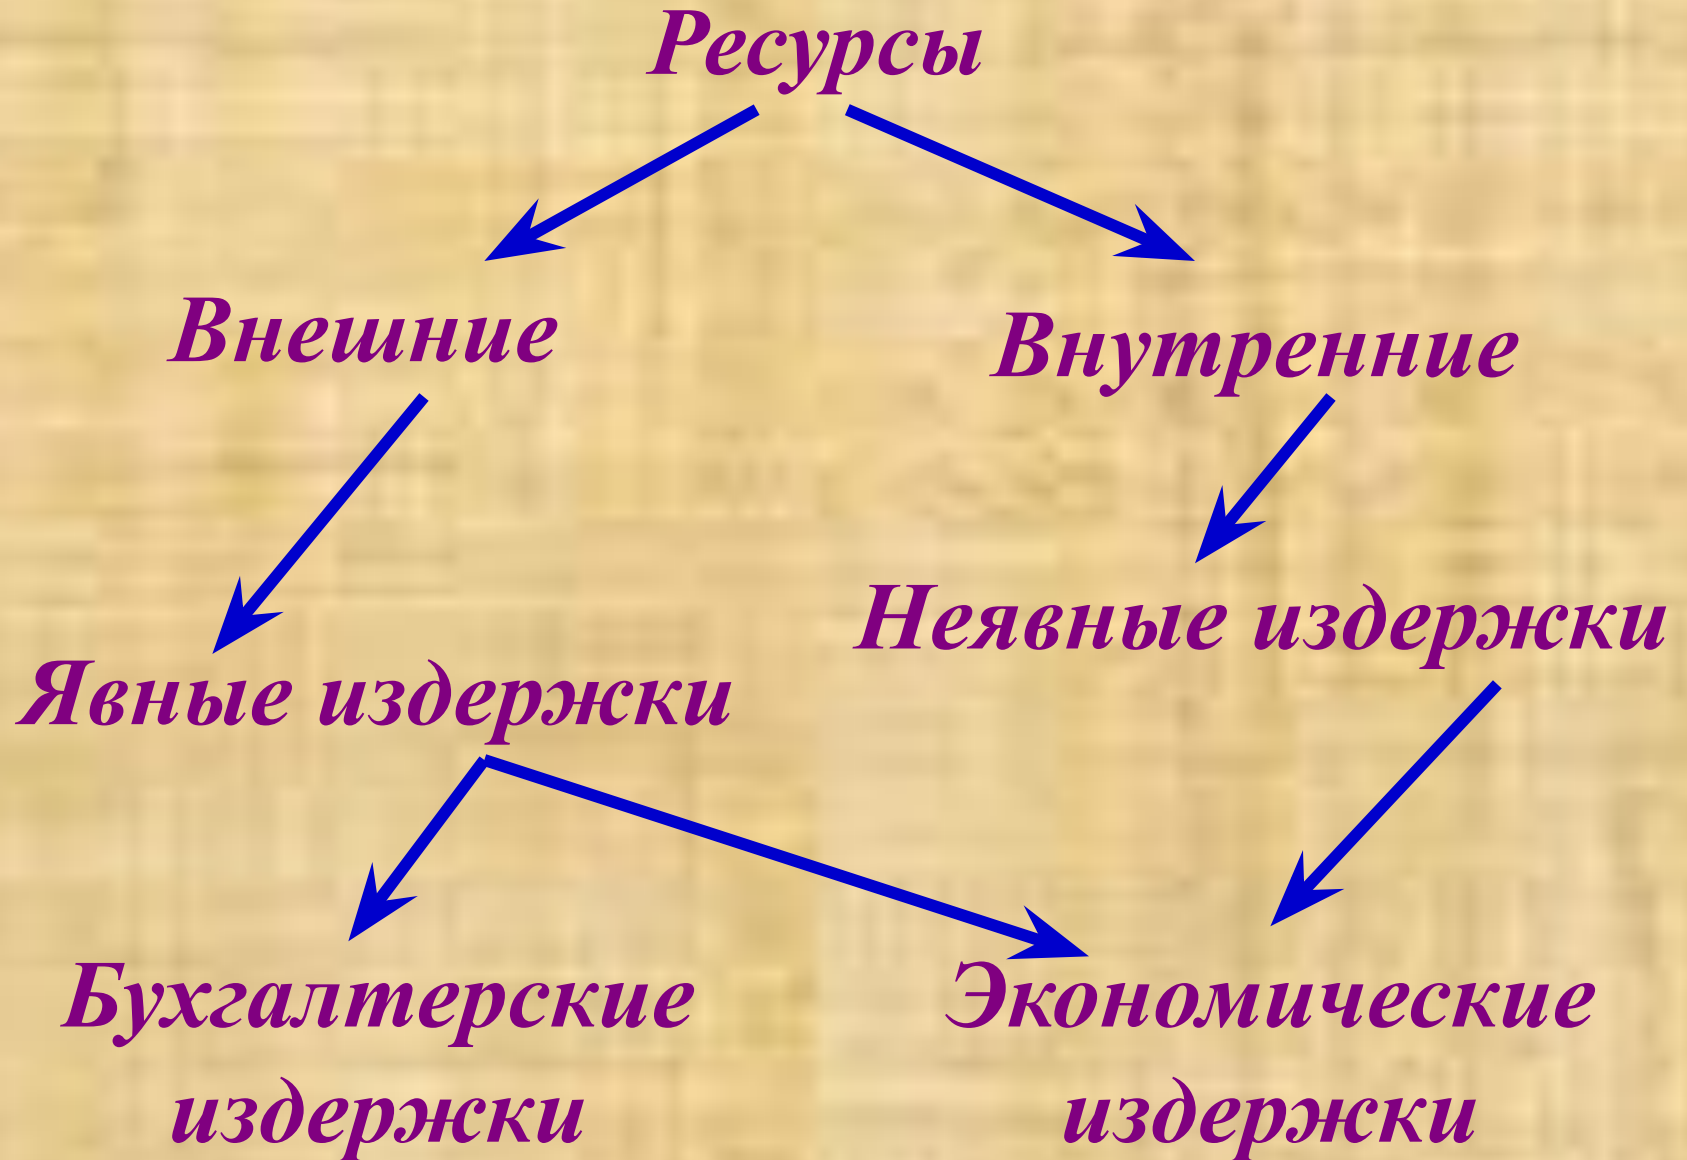 Ресурсы
Внешние
Внутренние
Неявные издержки
Явные издержки
Бухгалтерские
издержки
Экономические
издержки